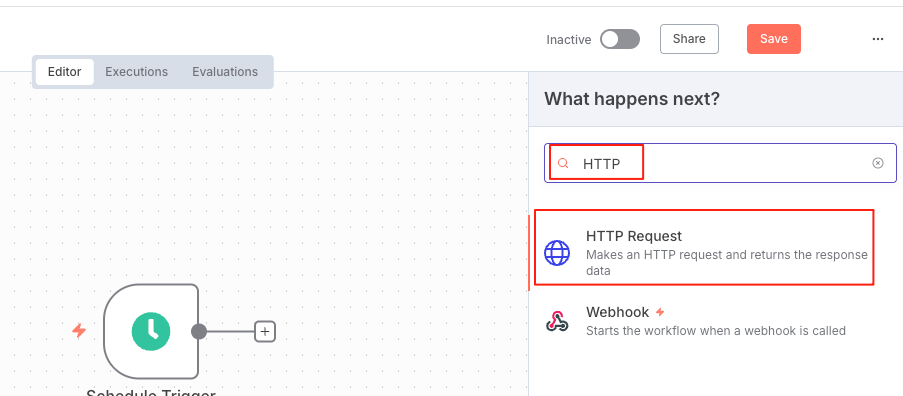 Inactive
Share
Save
Editor
Executions
Evaluations
What happens next?
HTTP
HTTP Request
Makes an HTTP request and returns the response
data
Webhook
Starts the workflow when a webhook is called
Schedule Trigger